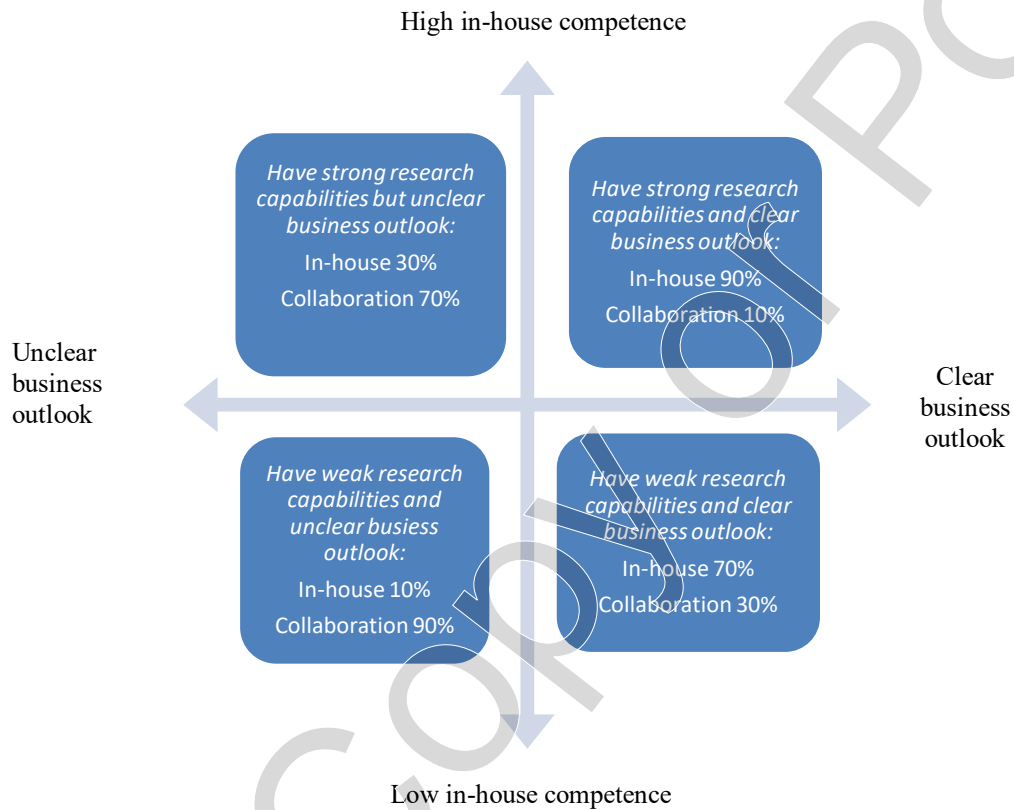 High in-house competence
Have strong research
capabilities but unclear
business outlook:
In-house 30%
Collaboration 70%
Have strong research
capabilities and clear
business outlook:
In-house 90%
Collaboration 10%
Unclear
business
outlook
Clear
business
outlook
Have weak research
capabilities and
unclear busiess
outlook:
In-house 10%
Collaboration 90%
Have weak research
capabilities and clear
business outlook:
In-house 70%
Collaboration 30%
Low in-house competence
Copy or Po